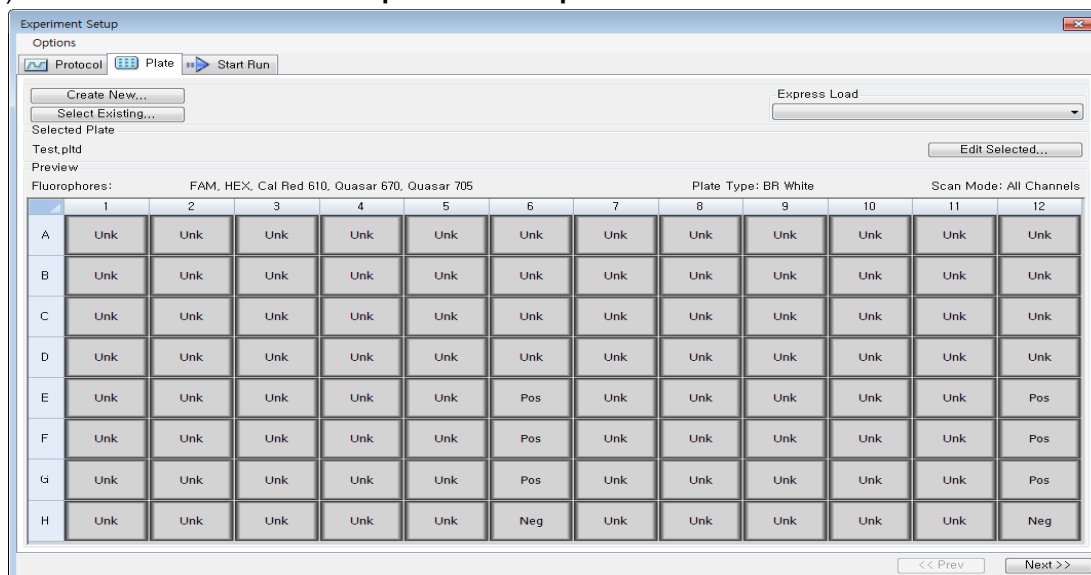 Experiment Setup
Options
Protocol Plate Start Run
Create New... Express Load
Select Existing...
Selected Plate
Test.pltd Edit Selected...
Preview
Fluorophores: FAM, HEX, Cal Red 610, Quasar 670, Quasar 705 Plate Type: BR White Scan Mode: All Channels
1 2 3 4 5 6 7 8 9 10 11 12
A Unk Unk Unk Unk Unk Unk Unk Unk Unk Unk Unk Unk
B Unk Unk Unk Unk Unk Unk Unk Unk Unk Unk Unk Unk
C Unk Unk Unk Unk Unk Unk Unk Unk Unk Unk Unk Unk
D Unk Unk Unk Unk Unk Unk Unk Unk Unk Unk Unk Unk
E Unk Unk Unk Unk Unk Pos Unk Unk Unk Unk Unk Pos
F Unk Unk Unk Unk Unk Pos Unk Unk Unk Unk Unk Pos
G Unk Unk Unk Unk Unk Pos Unk Unk Unk Unk Unk Pos
H Unk Unk Unk Unk Unk Neg Unk Unk Unk Unk Unk Neg
<< Prev Next >>